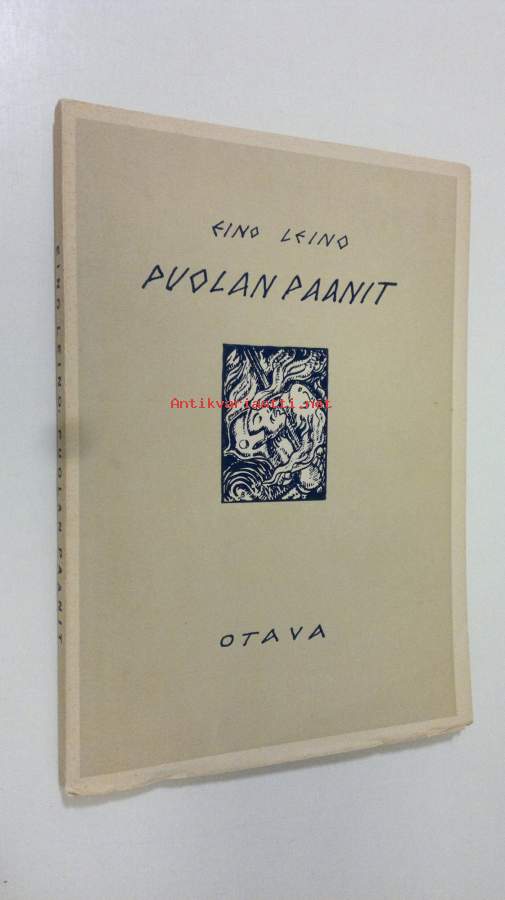 EINO LEINO
PUOLAN PAANIT
Antikvariaatti.net
OTAVA
EINO LEINO: PUOLAN PAANIT